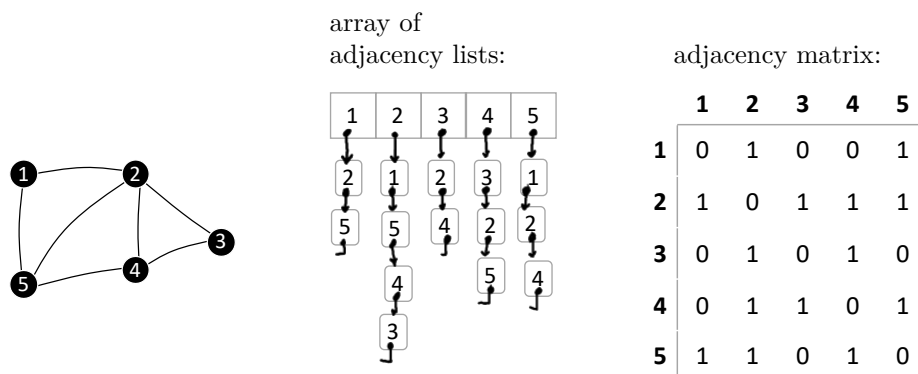 array of
adjacency lists:
adjacency matrix:
1 2 3 4 5
2 1 2 3 1
5 5 4 2 2
4 5 4
3
1 2 3 4 5
1 0 1 0 0 1
2 1 0 1 1 1
3 0 1 0 1 0
4 0 1 1 0 1
5 1 1 0 1 0
1 2
3
5 4